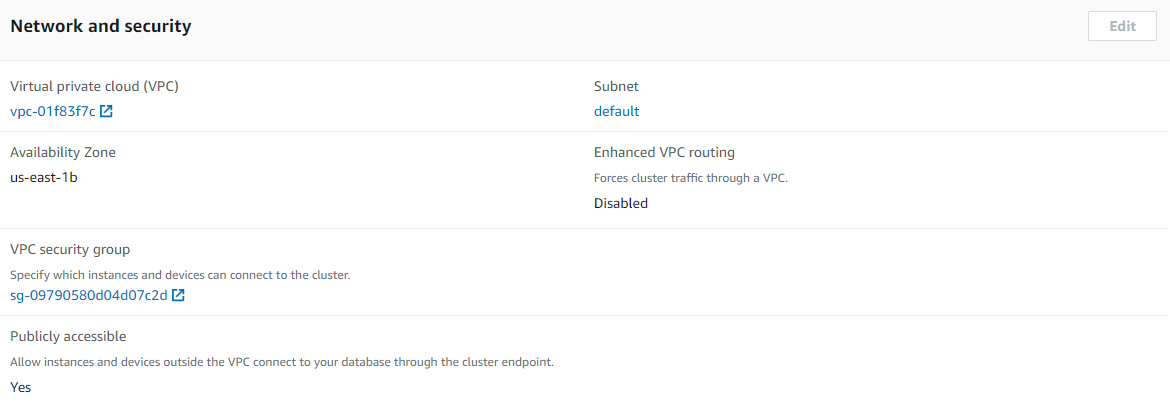 Network and security
Edit
Virtual private cloud (VPC)
vpc-01f83f7c
Subnet
default
Availability Zone
us-east-1b
Enhanced VPC routing
Forces cluster traffic through a VPC.
Disabled
VPC security group
Specify which instances and devices can connect to the cluster.
sg-09790580d04d07c2d
Publicly accessible
Allow instances and devices outside the VPC connect to your database through the cluster endpoint.
Yes